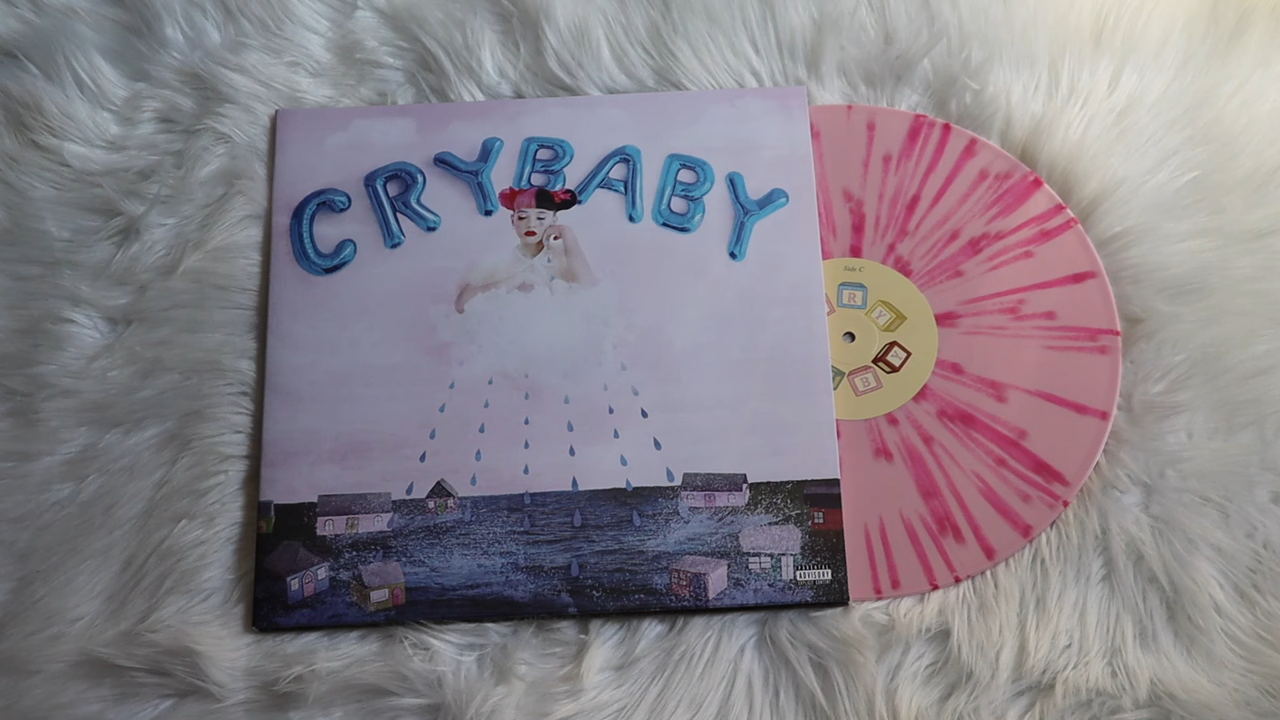 CRYBABY
Side C
R
Y
Y
B
PARENTAL
ADVISORY
EXPLICIT CONTENT